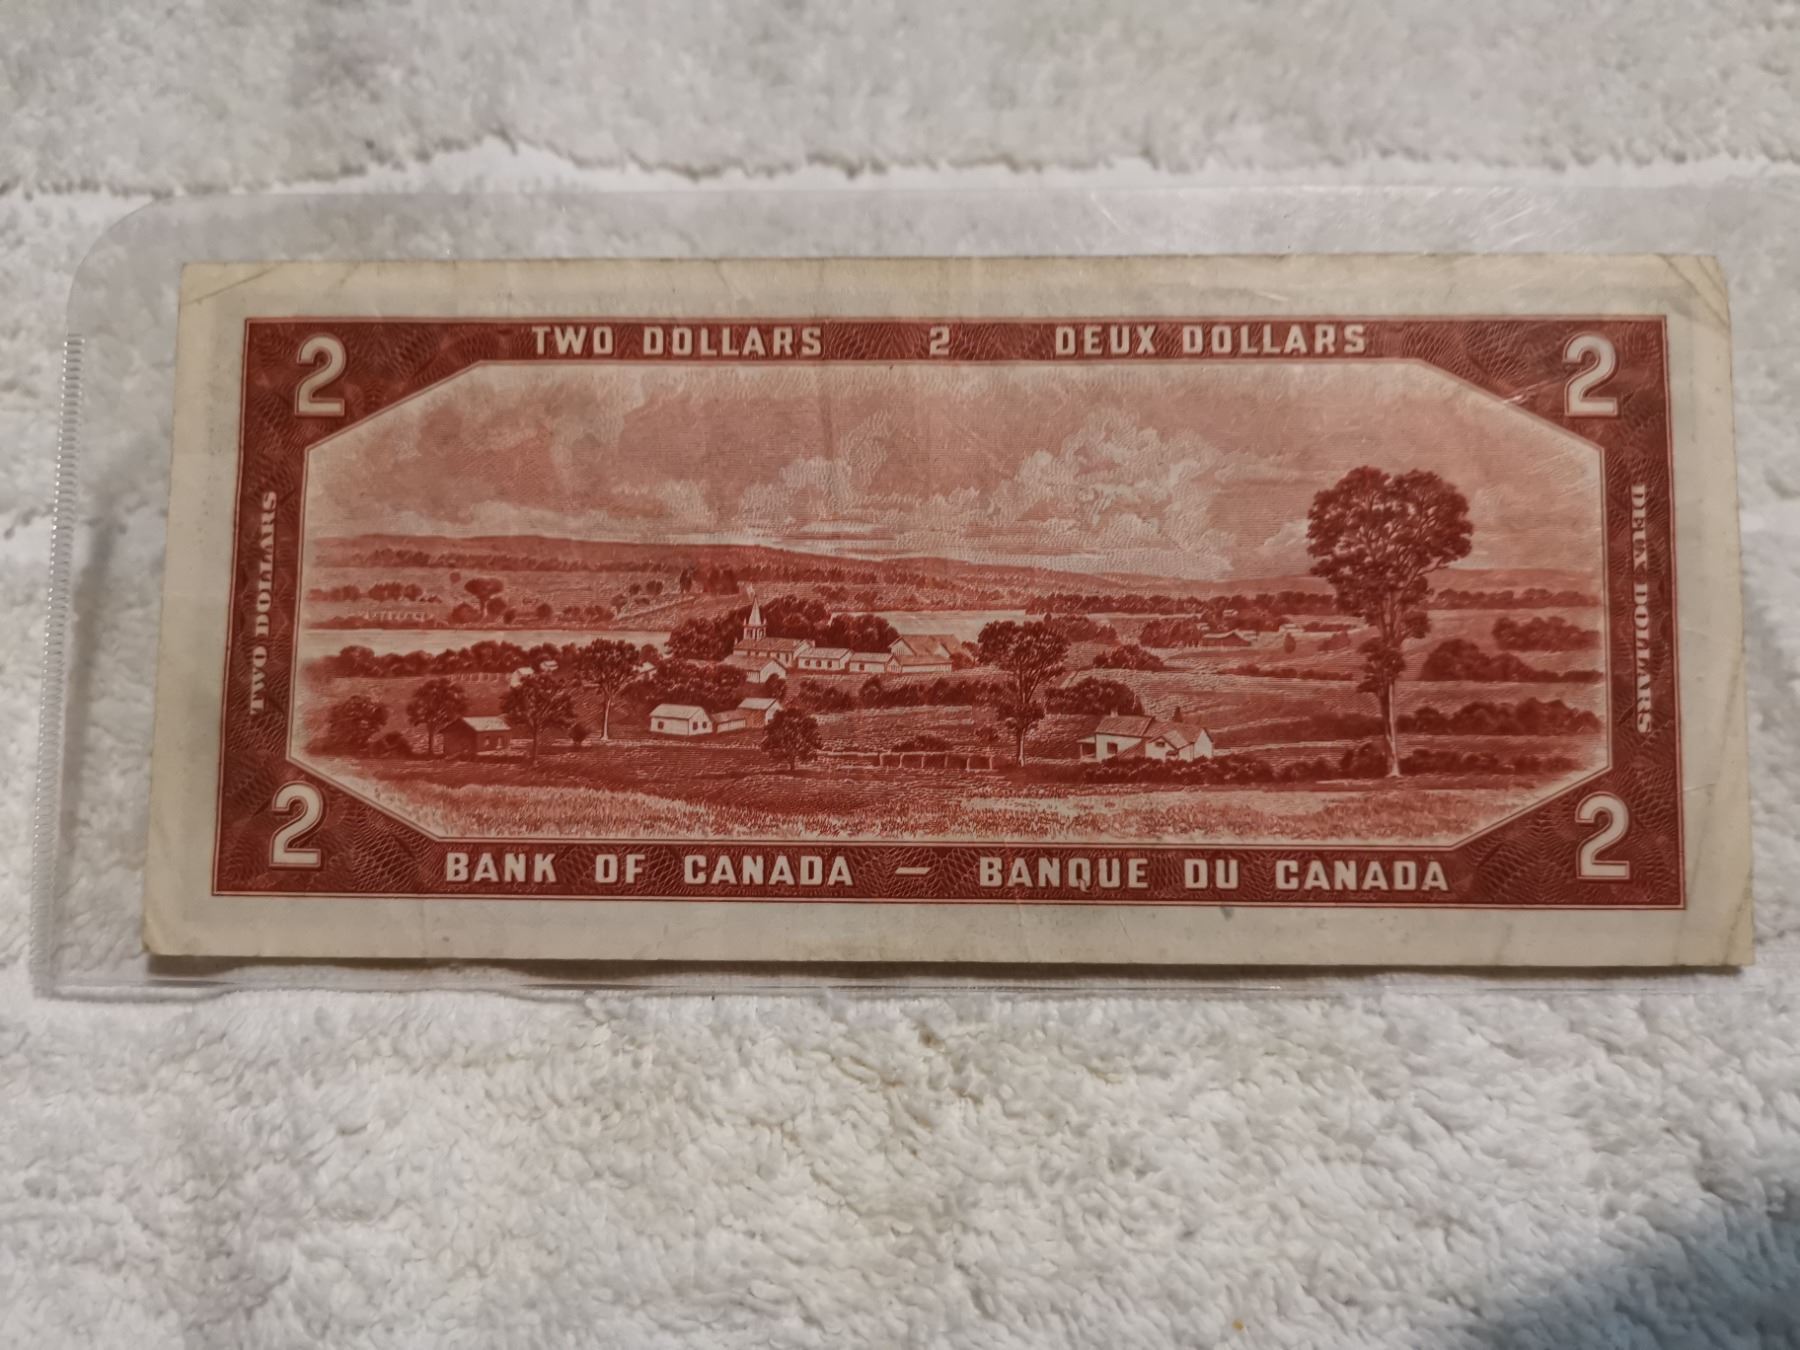 TWO DOLLARS 2 DEUX DOLLARS
2 2
TWO DOLLARS
DEUX DOLLARS
2 2
BANK OF CANADA — BANQUE DU CANADA